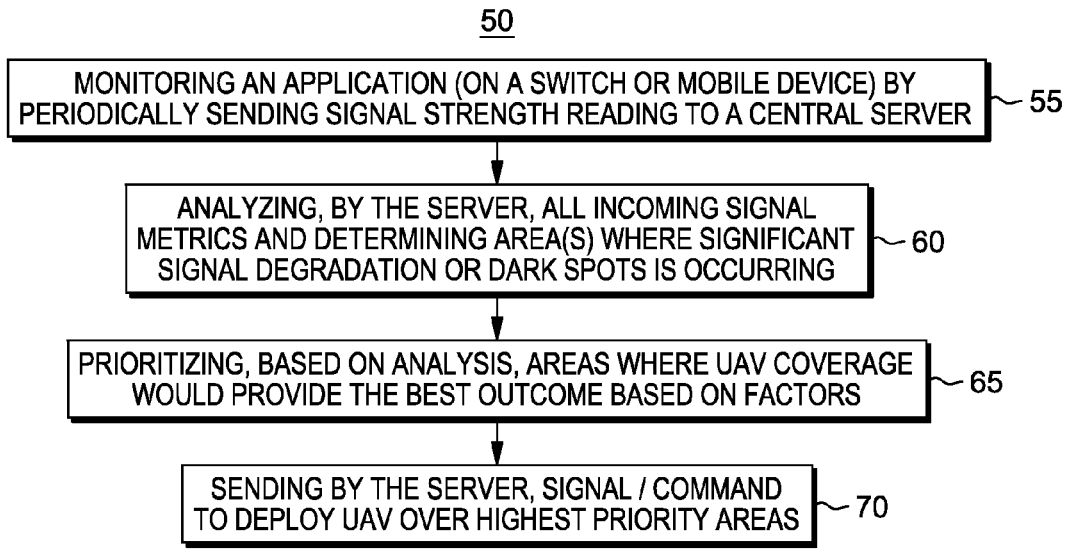 50
MONITORING AN APPLICATION (ON A SWITCH OR MOBILE DEVICE) BY
PERIODICALLY SENDING SIGNAL STRENGTH READING TO A CENTRAL SERVER
55
ANALYZING, BY THE SERVER, ALL INCOMING SIGNAL
METRICS AND DETERMINING AREA(S) WHERE SIGNIFICANT
SIGNAL DEGRADATION OR DARK SPOTS IS OCCURRING
60
PRIORITIZING, BASED ON ANALYSIS, AREAS WHERE UAV COVERAGE
WOULD PROVIDE THE BEST OUTCOME BASED ON FACTORS
65
SENDING BY THE SERVER, SIGNAL / COMMAND
TO DEPLOY UAV OVER HIGHEST PRIORITY AREAS
70